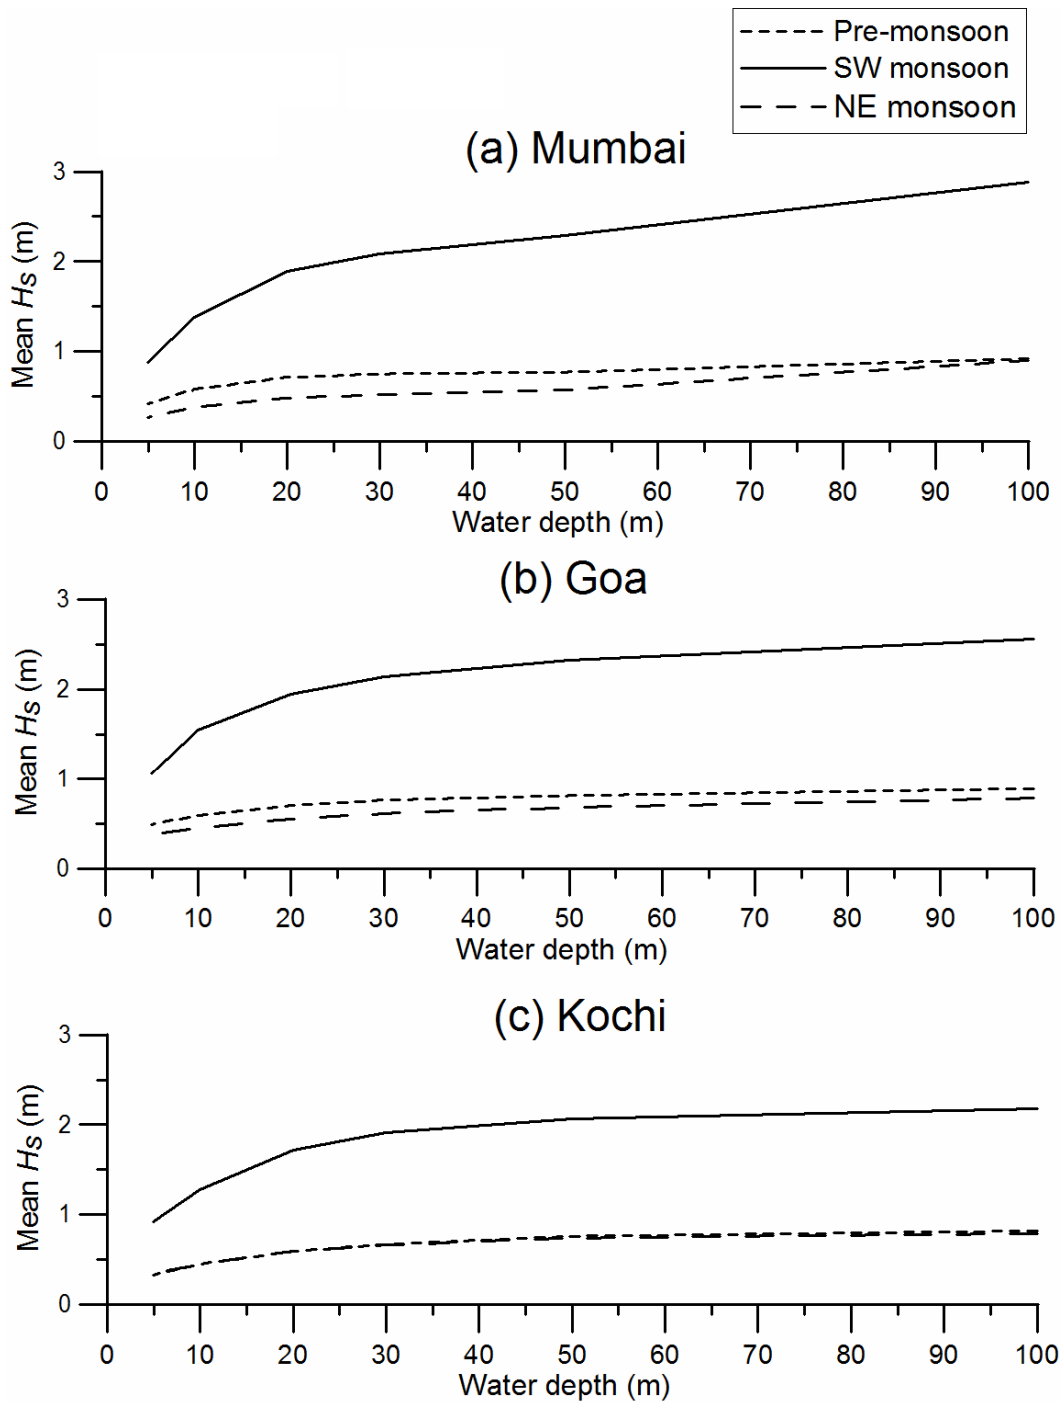 Pre-monsoon
SW monsoon
NE monsoon
(a) Mumbai
3
2
1
0
Mean Hs (m)
0 10 20 30 40 50 60 70 80 90 100
Water depth (m)
(b) Goa
3
2
1
0
Mean Hs (m)
0 10 20 30 40 50 60 70 80 90 100
Water depth (m)
(c) Kochi
3
2
1
0
Mean Hs (m)
0 10 20 30 40 50 60 70 80 90 100
Water depth (m)